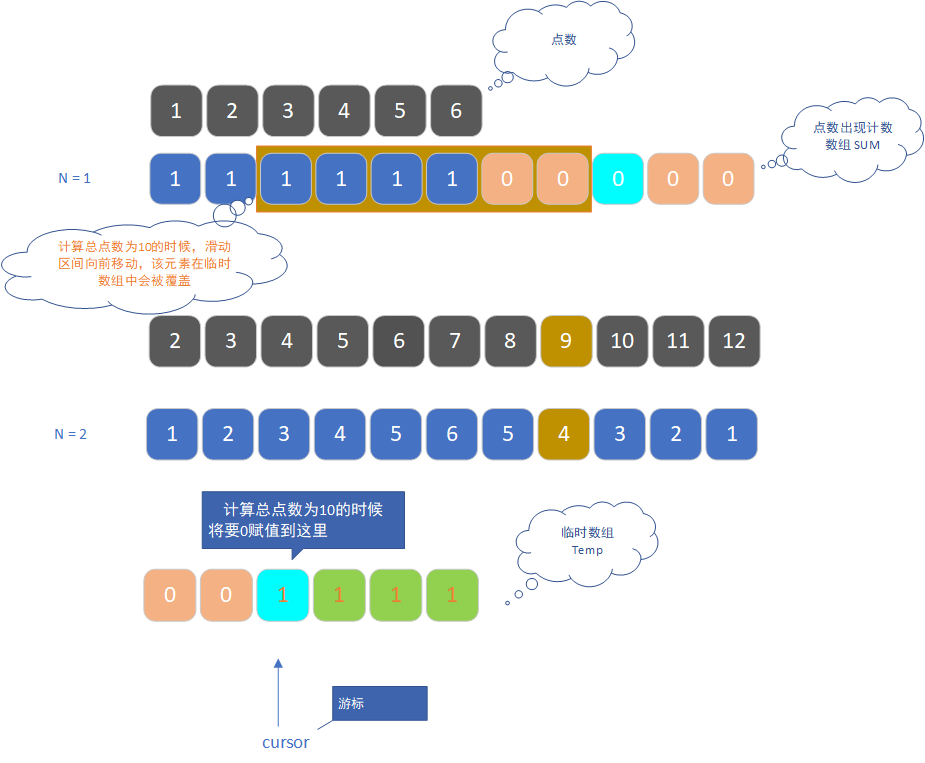 点数
1 2 3 4 5 6
点数出现计数
数组 SUM
N = 1
1 1 1 1 1 1 0 0 0 0 0
计算总点数为10的时候，滑动
区间向前移动，该元素在临时
数组中会被覆盖
2 3 4 5 6 7 8 9 10 11 12
N = 2
1 2 3 4 5 6 5 4 3 2 1
计算总点数为10的时候
将要0赋值到这里
临时数组
Temp
0 0 1 1 1 1
游标
cursor